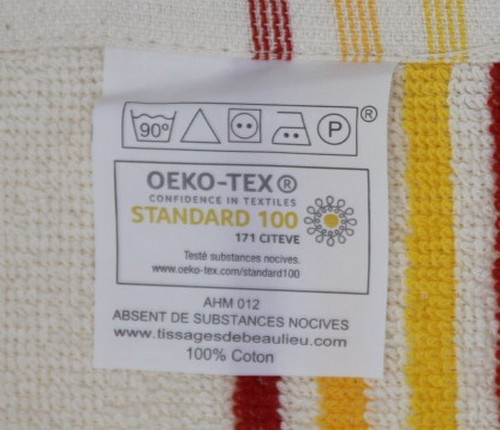 90° P ®
OEKO-TEX®
CONFIDENCE IN TEXTILES
STANDARD 100
171 CITEVE
Testé substances nocives.
www.oeko-tex.com/standard100
AHM 012
ABSENT DE SUBSTANCES NOCIVES
www.tissagesdebeaulieu.com
100% Coton